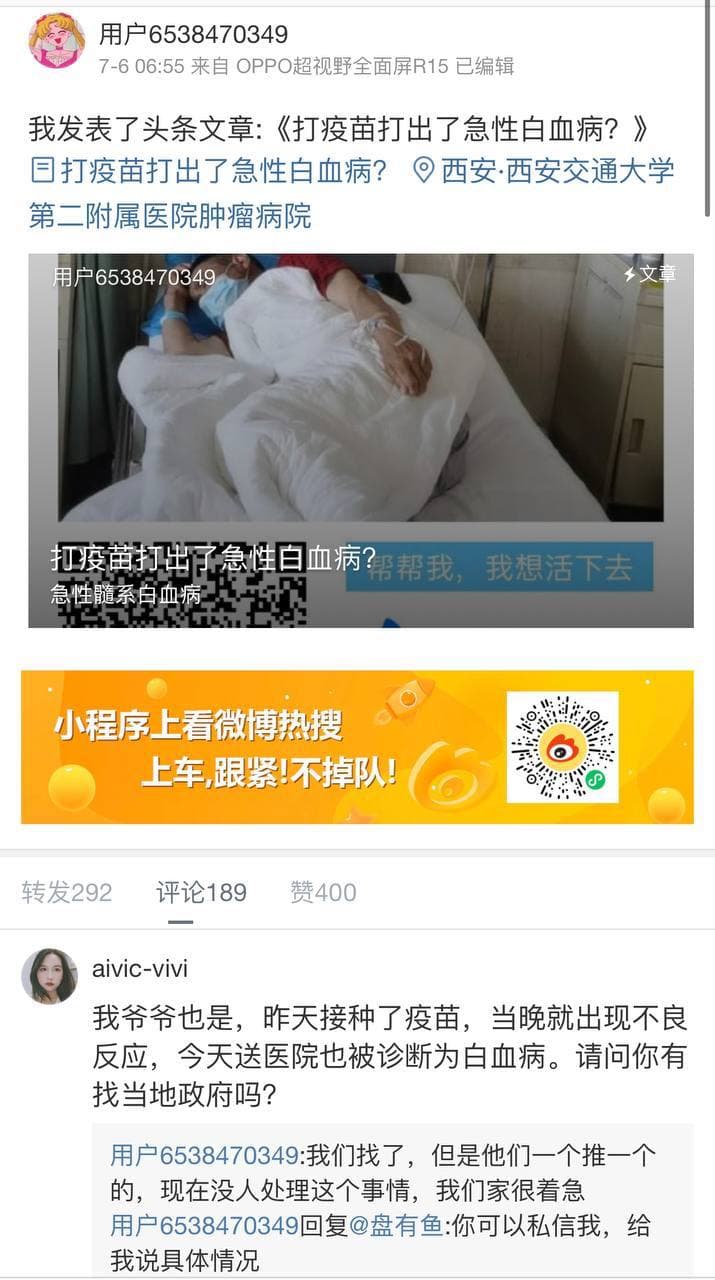 用户6538470349
7-6 06:55 来自 OPPO超视野全面屏R15 已编辑
我发表了头条文章:《打疫苗打出了急性白血病？》
打疫苗打出了急性白血病？ 西安·西安交通大学
第二附属医院肿瘤病院
用户6538470349
文章
打疫苗打出了急性白血病?
帮帮我，我想活下去
急性髓系白血病
小程序上看微博热搜
上车,跟紧!不掉队!
转发292 评论189 赞400
aivic-vivi
我爷爷也是，昨天接种了疫苗，当晚就出现不良
反应，今天送医院也被诊断为白血病。请问你有
找当地政府吗?
用户6538470349:我们找了，但是他们一个推一个
的，现在没人处理这个事情，我们家很着急
用户6538470349回复@盘有鱼:你可以私信我，给
我说具体情况